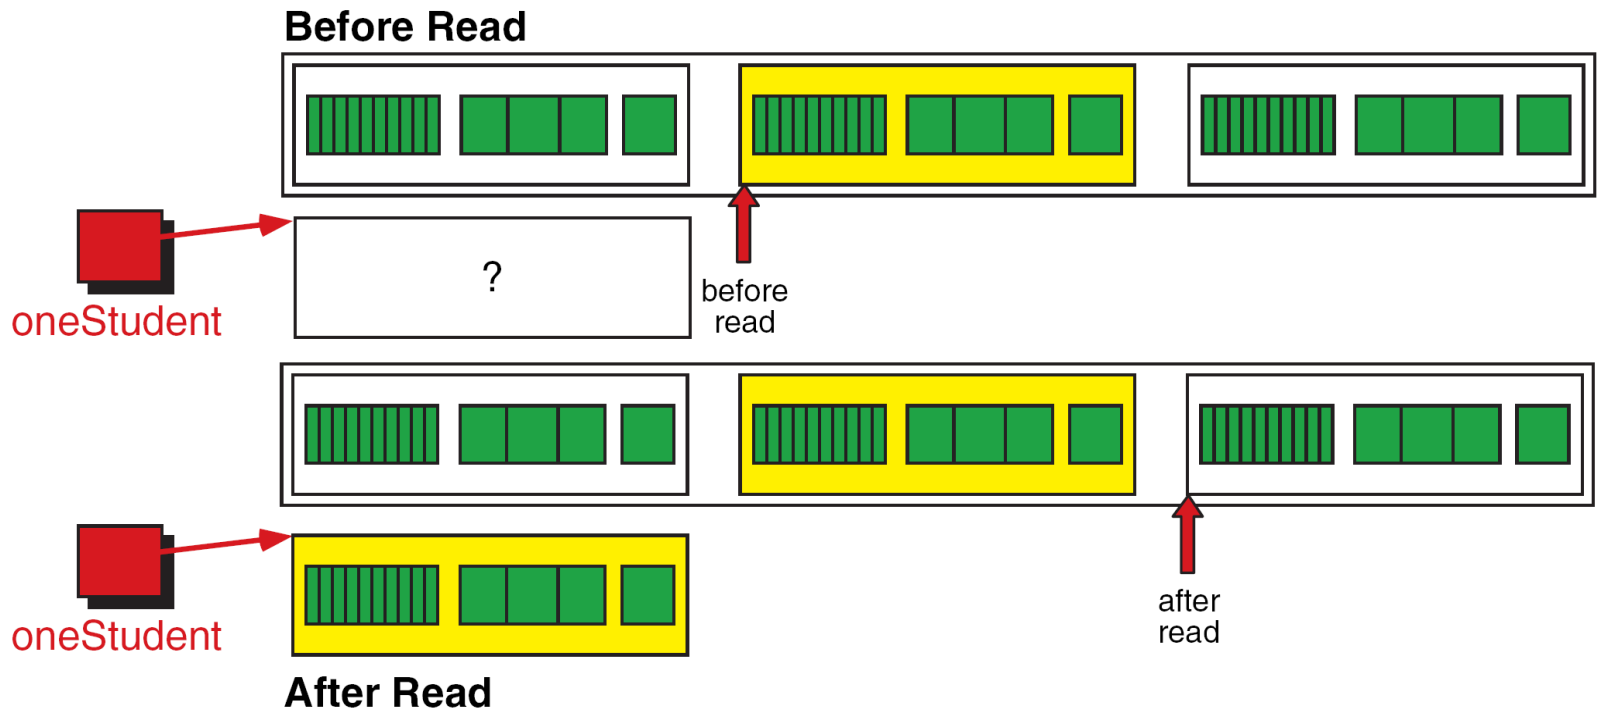 Before Read
?
oneStudent
before
read
oneStudent
after
read
After Read